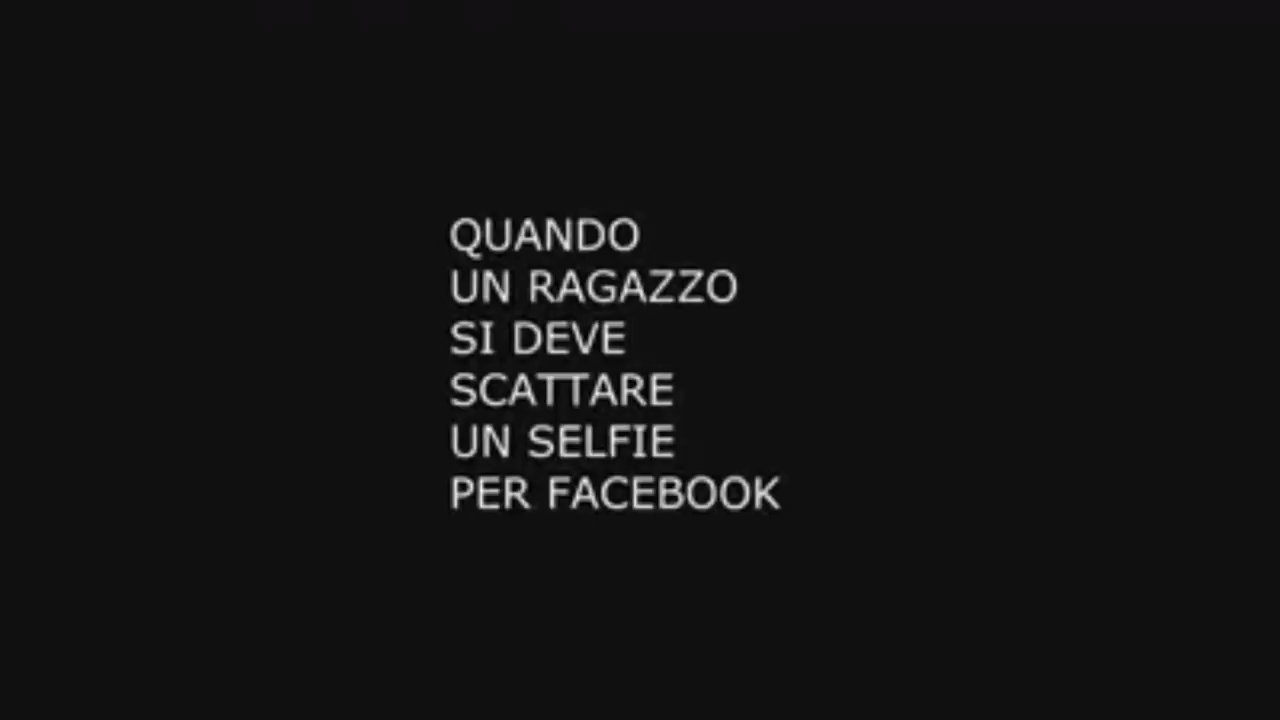 QUANDO
UN RAGAZZO
SI DEVE
SCATTARE
UN SELFIE
PER FACEBOOK